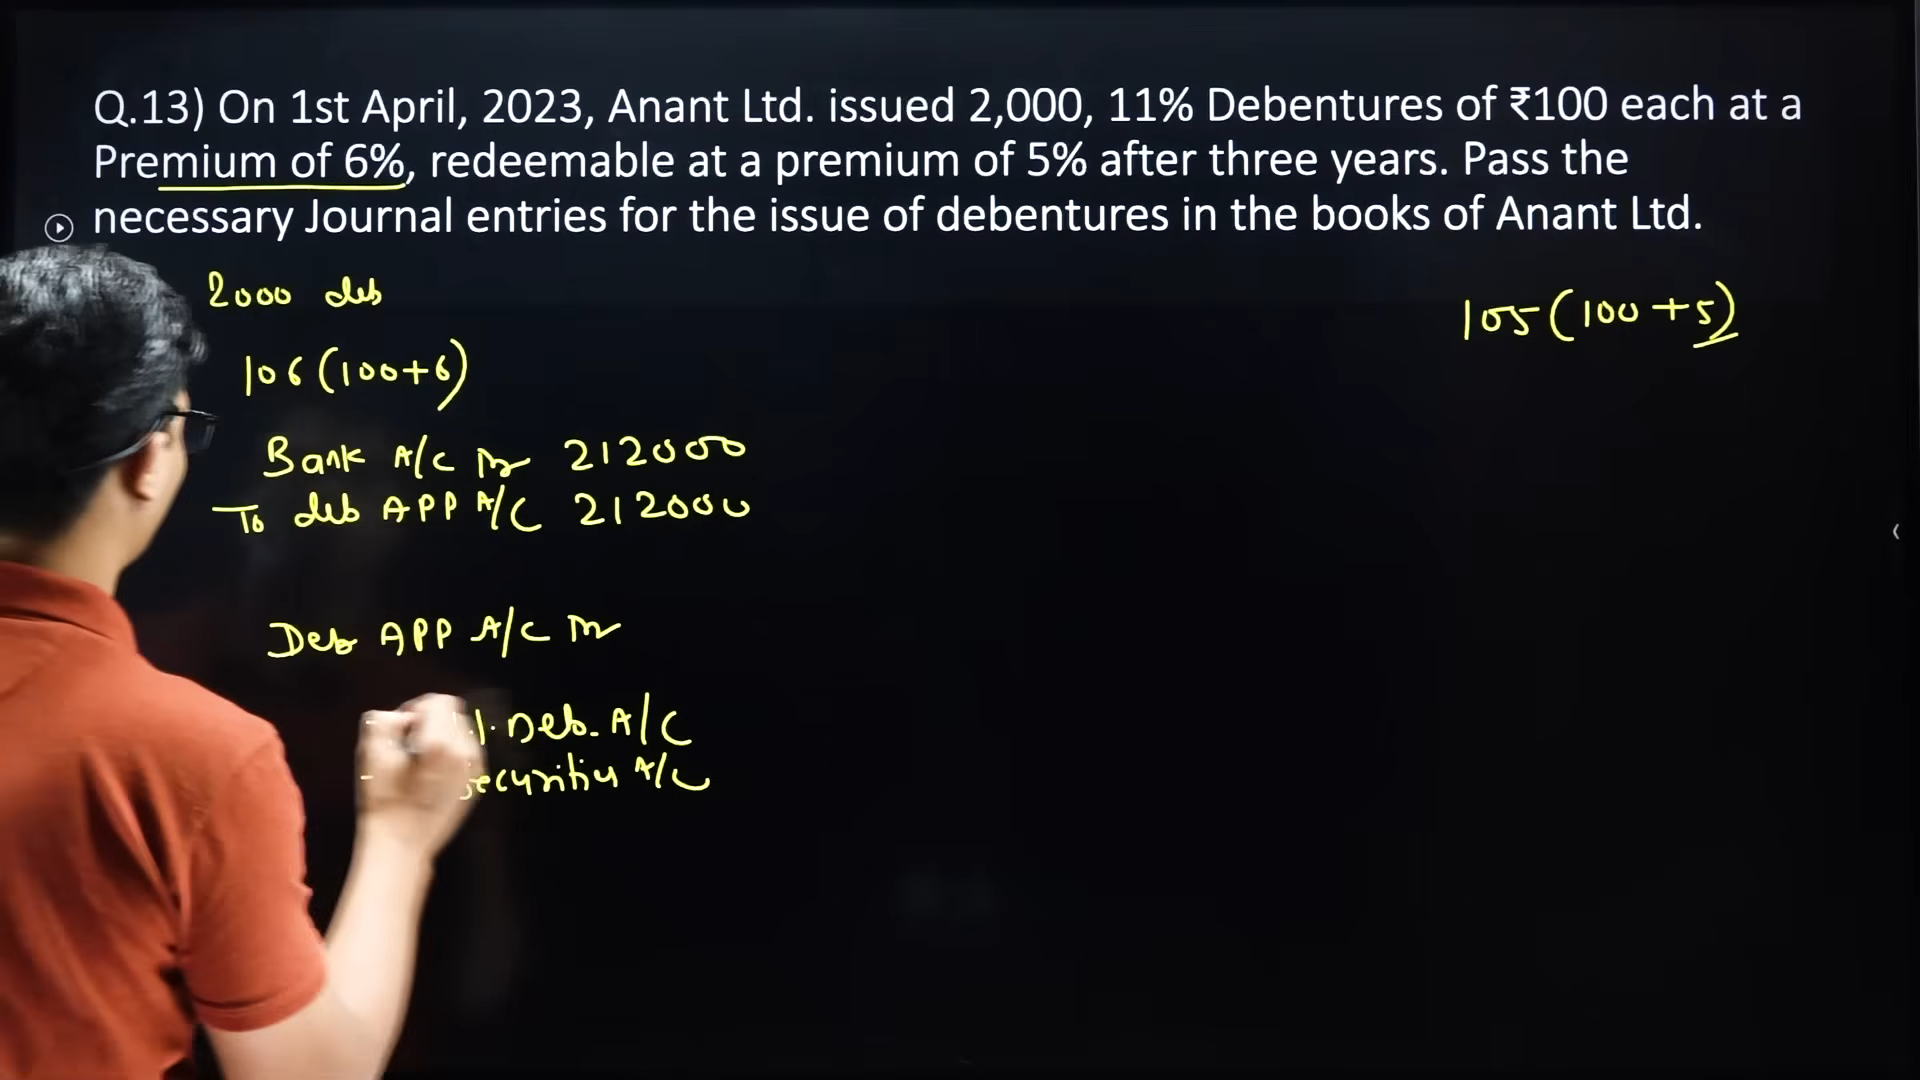 Q.13) On 1st April, 2023, Anant Ltd. issued 2,000, 11% Debentures of ₹100 each at a
Premium of 6%, redeemable at a premium of 5% after three years. Pass the
necessary Journal entries for the issue of debentures in the books of Anant Ltd.
2000 deb
105 (100+5)
106 (100+6)
Bank A/C Dr 212000
To deb APP A/C 212000
Deb APP A/C Dr
Deb. A/C
Securities A/C